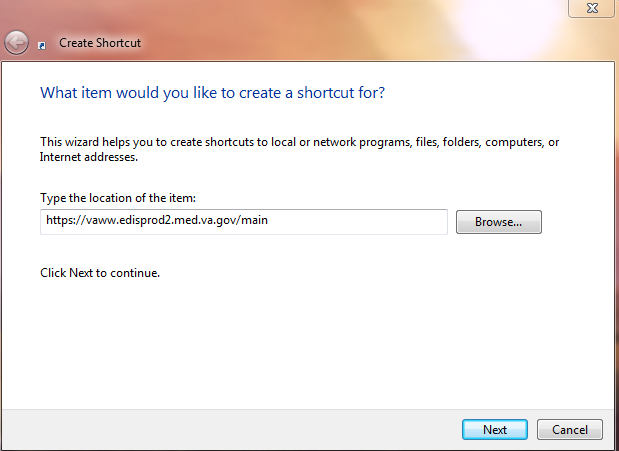 Create Shortcut
What item would you like to create a shortcut for?
This wizard helps you to create shortcuts to local or network programs, files, folders, computers, or
Internet addresses.
Type the location of the item:
https://vaww.edisprod2.med.va.gov/main
Browse...
Click Next to continue.
Next
Cancel